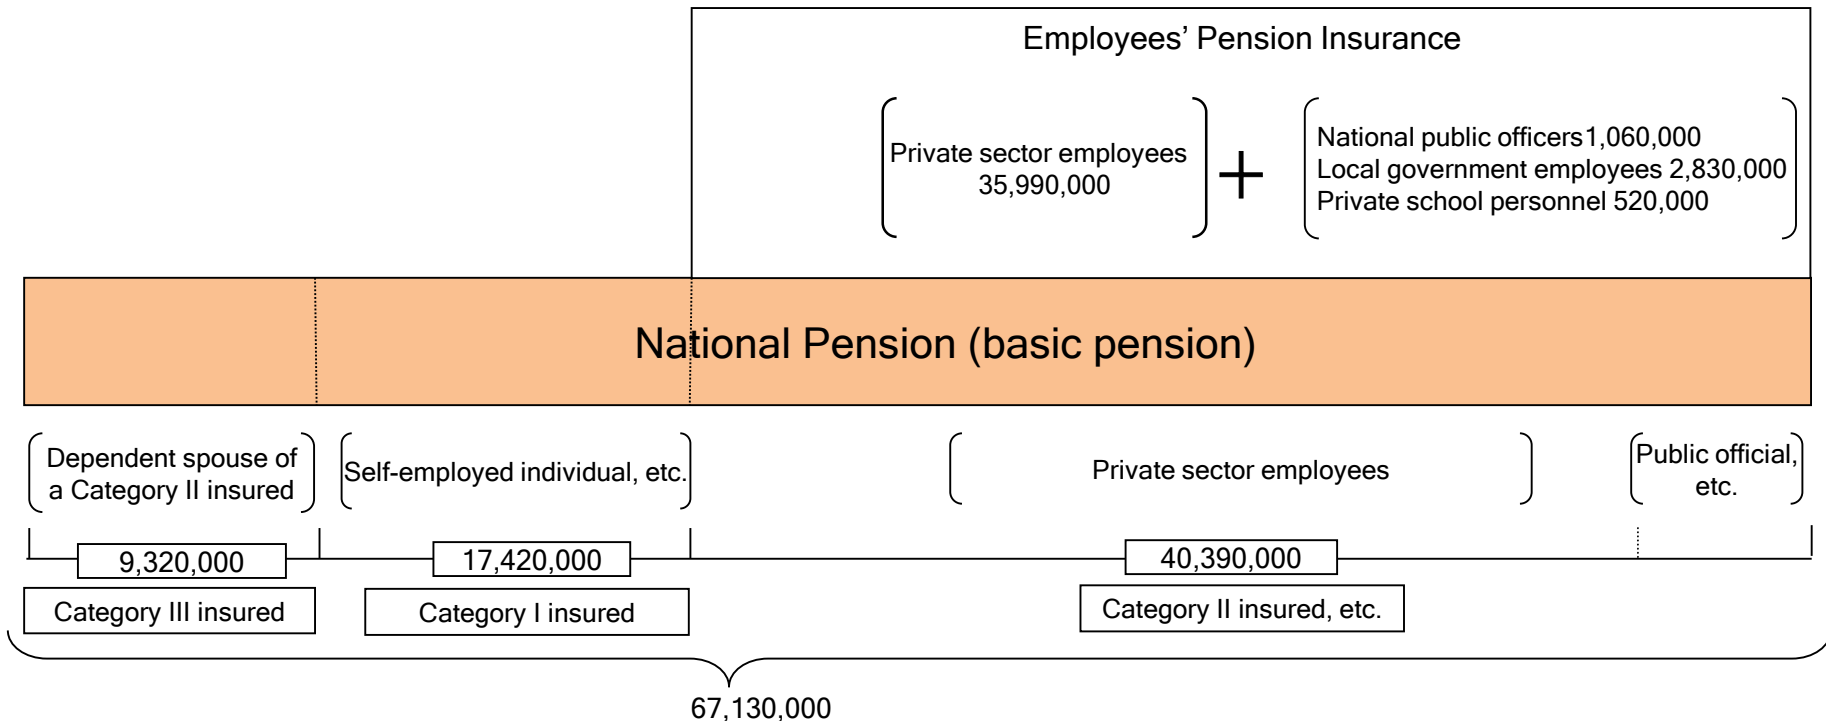 Employees’ Pension Insurance
Private sector employees
35,990,000
+
National public officers1,060,000
Local government employees 2,830,000
Private school personnel 520,000
National Pension (basic pension)
Dependent spouse of
a Category II insured
Self-employed individual, etc.
Private sector employees
Public official,
etc.
9,320,000
17,420,000
40,390,000
Category III insured
Category I insured
Category II insured, etc.
67,130,000